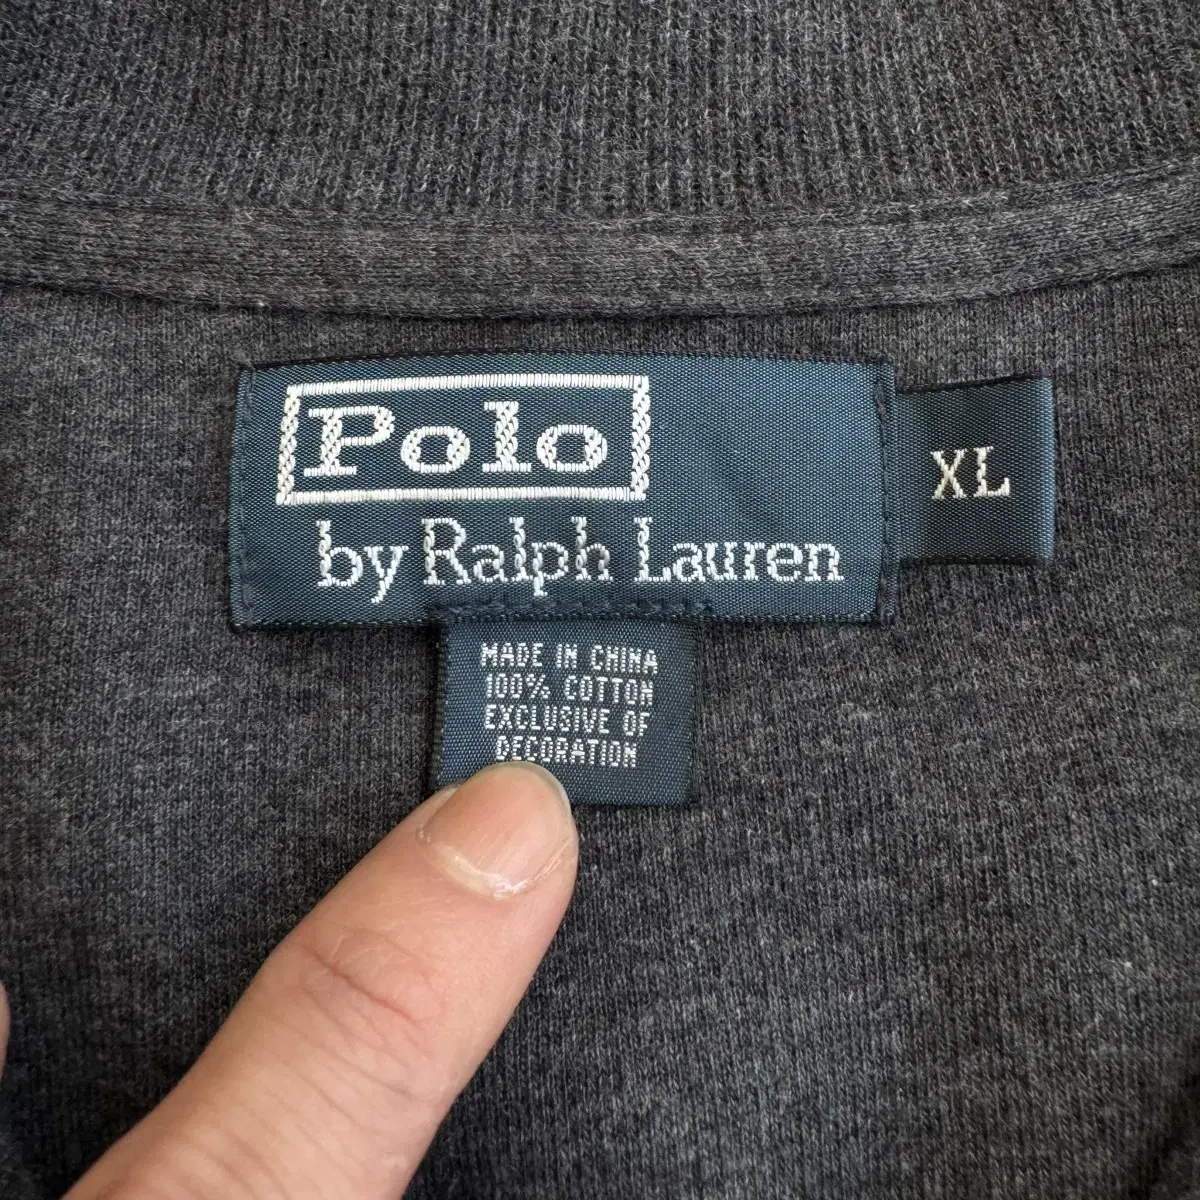 Polo
by Ralph Lauren
XL
MADE IN CHINA
100% COTTON
EXCLUSIVE OF
DECORATION